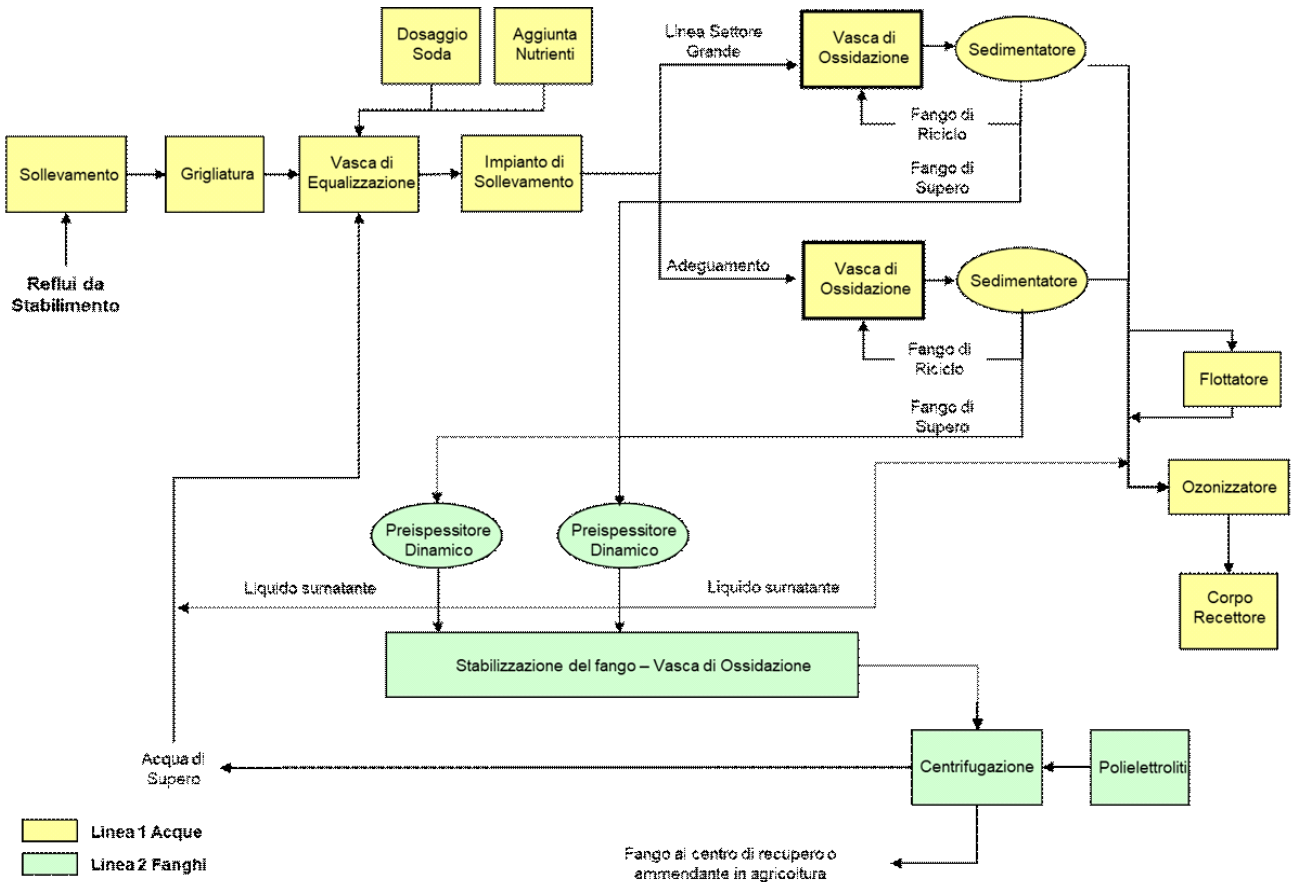 Dosaggio
Soda
Aggiunta
Nutrienti
Linea Settore
Grande
Vasca di
Ossidazione
Sedimentatore
Fango di
Riciclo
Sollevamento
Grigliatura
Vasca di
Equalizzazione
Impianto di
Sollevamento
Fango di
Supero
Reflui da
Stabilimento
Adeguamento
Vasca di
Ossidazione
Sedimentatore
Fango di
Riciclo
Flottatore
Fango di
Supero
Ozonizzatore
Preispessitore
Dinamico
Preispessitore
Dinamico
Liquido surnatante
Liquido surnatante
Corpo
Recettore
Stabilizzazione del fango – Vasca di Ossidazione
Acqua di
Supero
Centrifugazione
Polielettroliti
Linea 1 Acque
Linea 2 Fanghi
Fango al centro di recupero o
ammendante in agricoltura